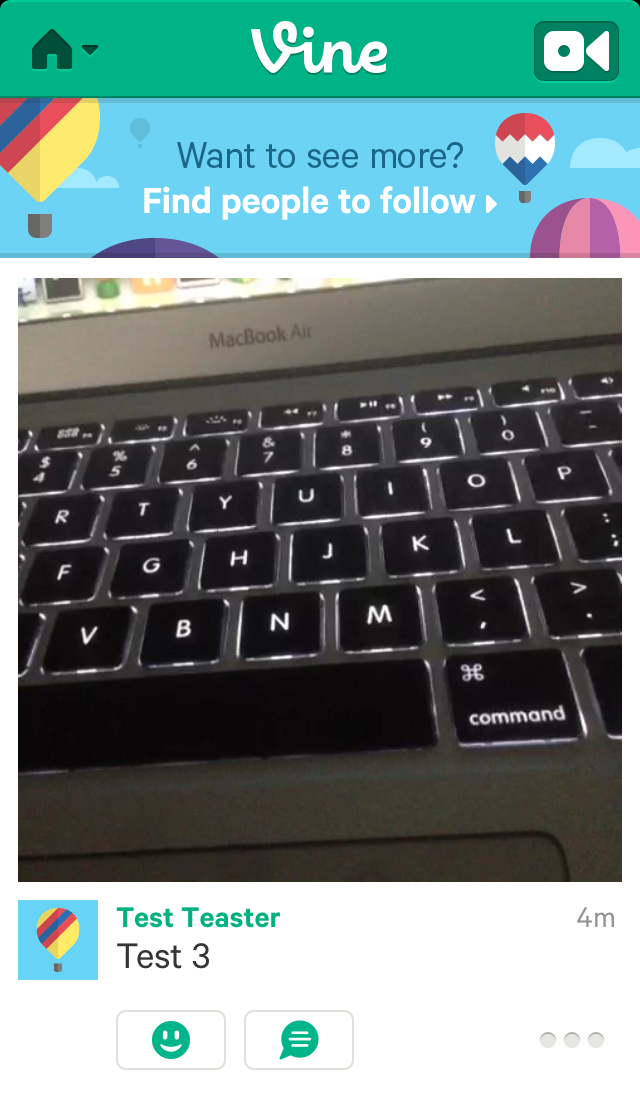 Vine
Want to see more?
Find people to follow
MacBook Air
$ % ^ & * ( )
4 5 6 7 8 9 0
R T Y U I O P
F G H J K L : ;
V B N M < , > .
⌘
command
Test Teaster 4m
Test 3